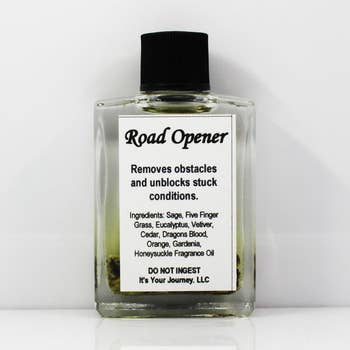 Road Opener
Removes obstacles
and unblocks stuck
conditions.
Ingredients: Sage, Five Finger
Grass, Eucalyptus, Vetiver,
Cedar, Dragons Blood,
Orange, Gardenia,
Honeysuckle Fragrance Oil
DO NOT INGEST
It's Your Journey, LLC